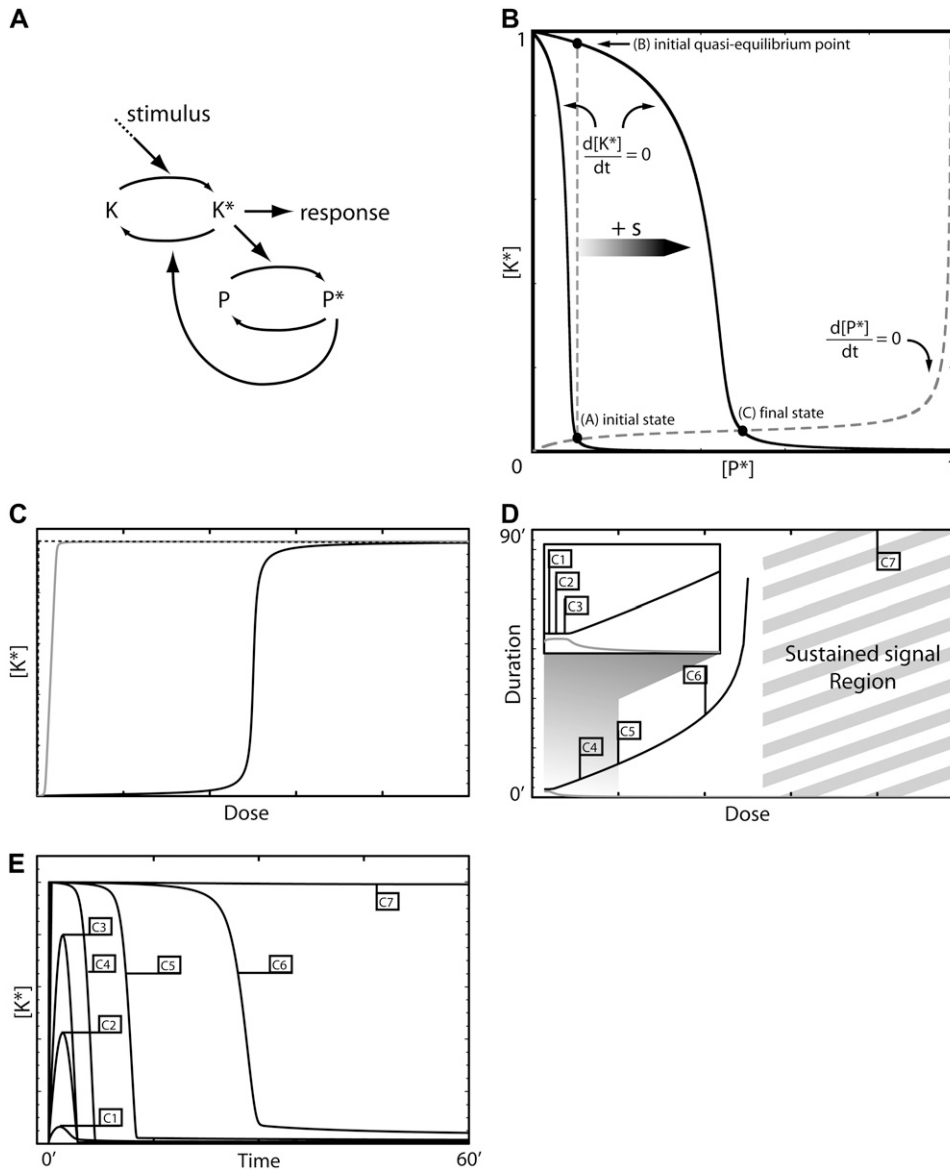 A
stimulus
K
K*
response
P
P*
B
1
(B) initial quasi-equilibrium point
d[K*]
dt
= 0
+ s
[K*]
d[P*]
dt
= 0
(A) initial state
(C) final state
0
[P*]
C
[K*]
Dose
D
90′
C1
C2
C3
C7
Duration
Sustained signal
Region
C6
C5
C4
0′
Dose
E
C7
C3
C4
C5
C6
[K*]
C2
C1
0′
Time
60′